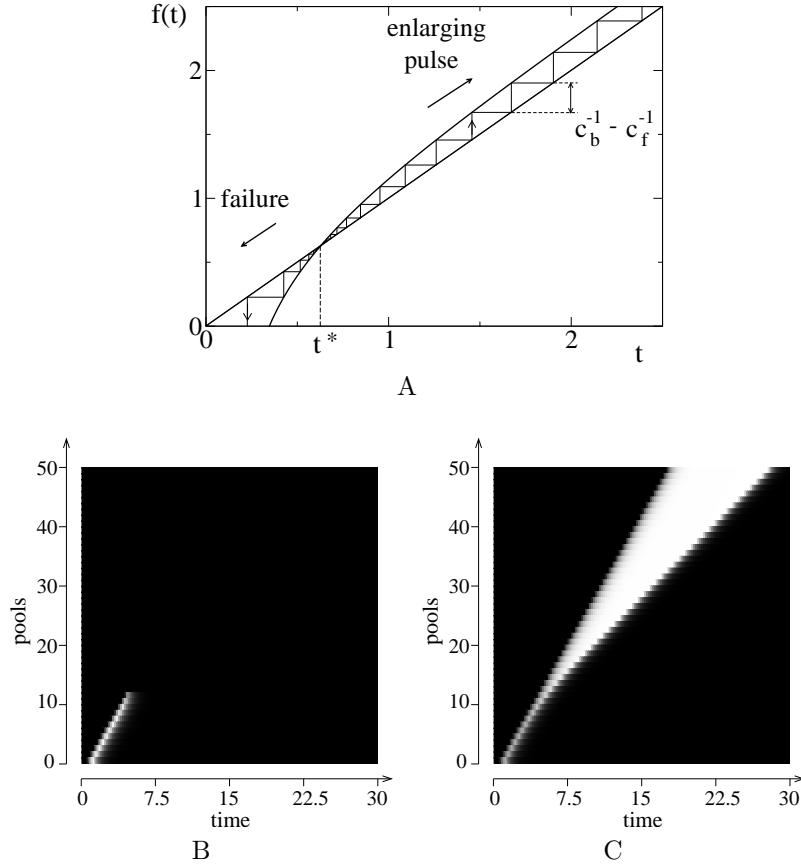 f(t)
enlarging
pulse
2
c_b^{-1} - c_f^{-1}
1
failure
0
0
t*
1
2
t
A
50
50
40
40
30
30
pools
pools
20
20
10
10
0
0
0 7.5 15 22.5 30
0 7.5 15 22.5 30
time
time
B
C